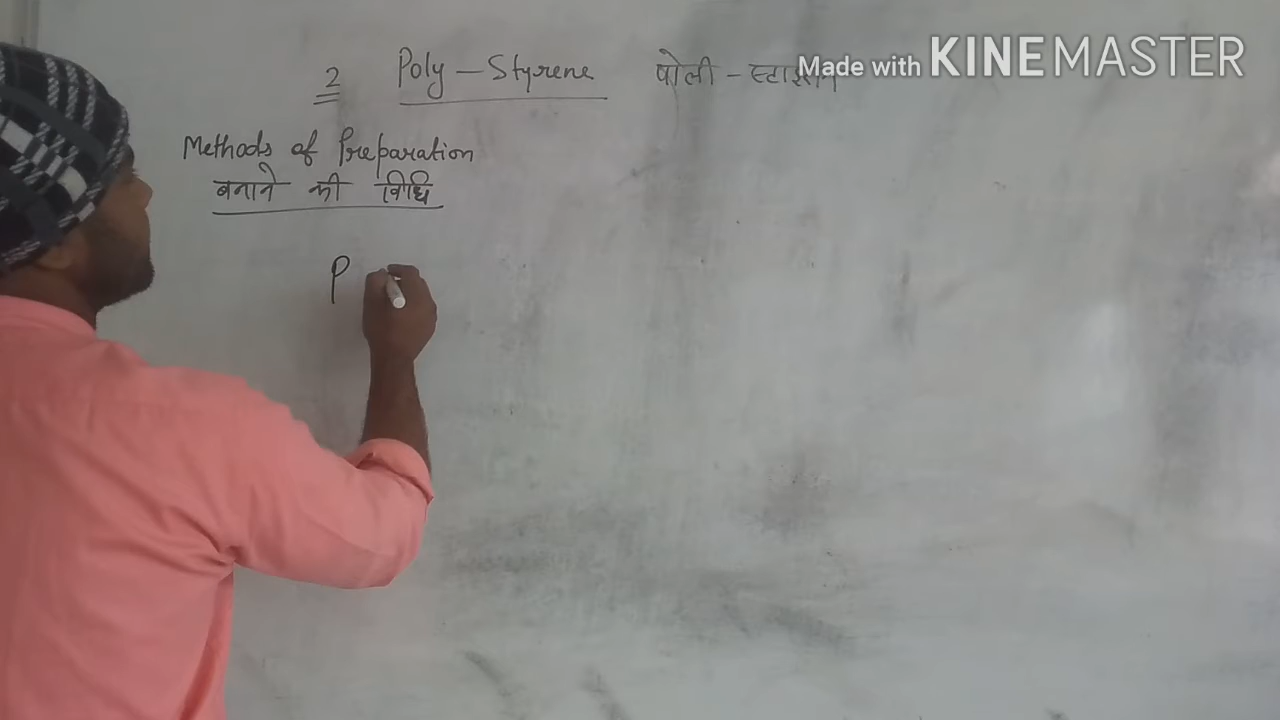 2 Poly - Styrene पोली - स्टाइरीन
Made with KINEMASTER
Methods of Preparation
बनाने की विधि
P